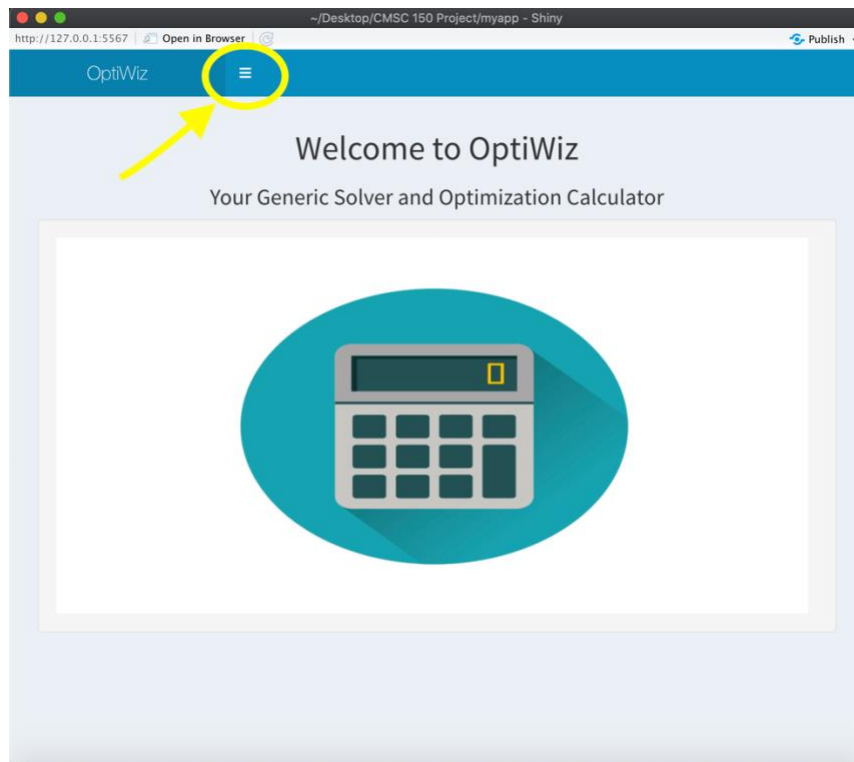 ~/Desktop/CMSC 150 Project/myapp - Shiny
http://127.0.0.1:5567 Open in Browser Publish
OptiWiz
Welcome to OptiWiz
Your Generic Solver and Optimization Calculator
0